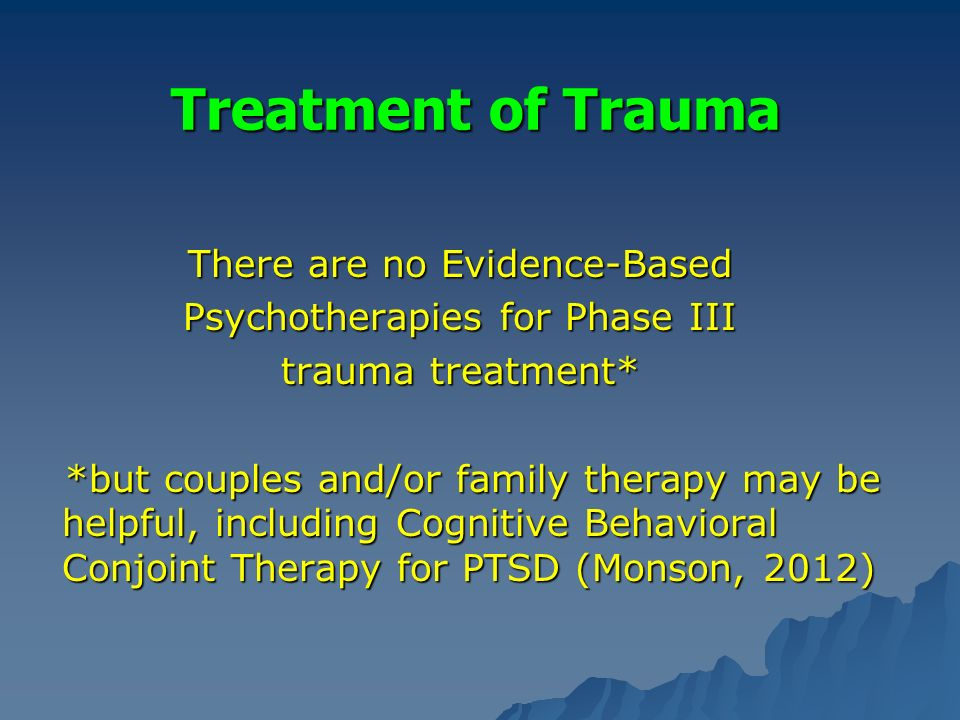 Treatment of Trauma
There are no Evidence-Based
Psychotherapies for Phase III
trauma treatment*
*but couples and/or family therapy may be
helpful, including Cognitive Behavioral
Conjoint Therapy for PTSD (Monson, 2012)